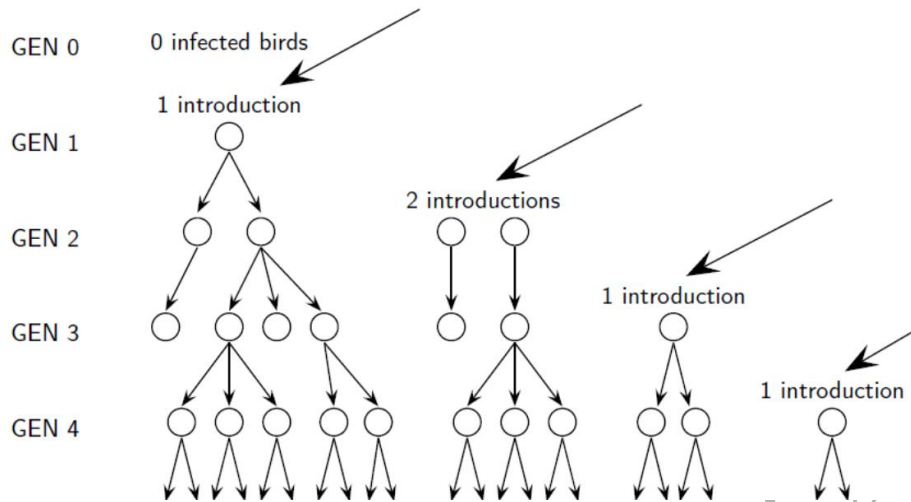 GEN 0 0 infected birds
1 introduction
GEN 1
2 introductions
GEN 2
1 introduction
GEN 3
1 introduction
GEN 4